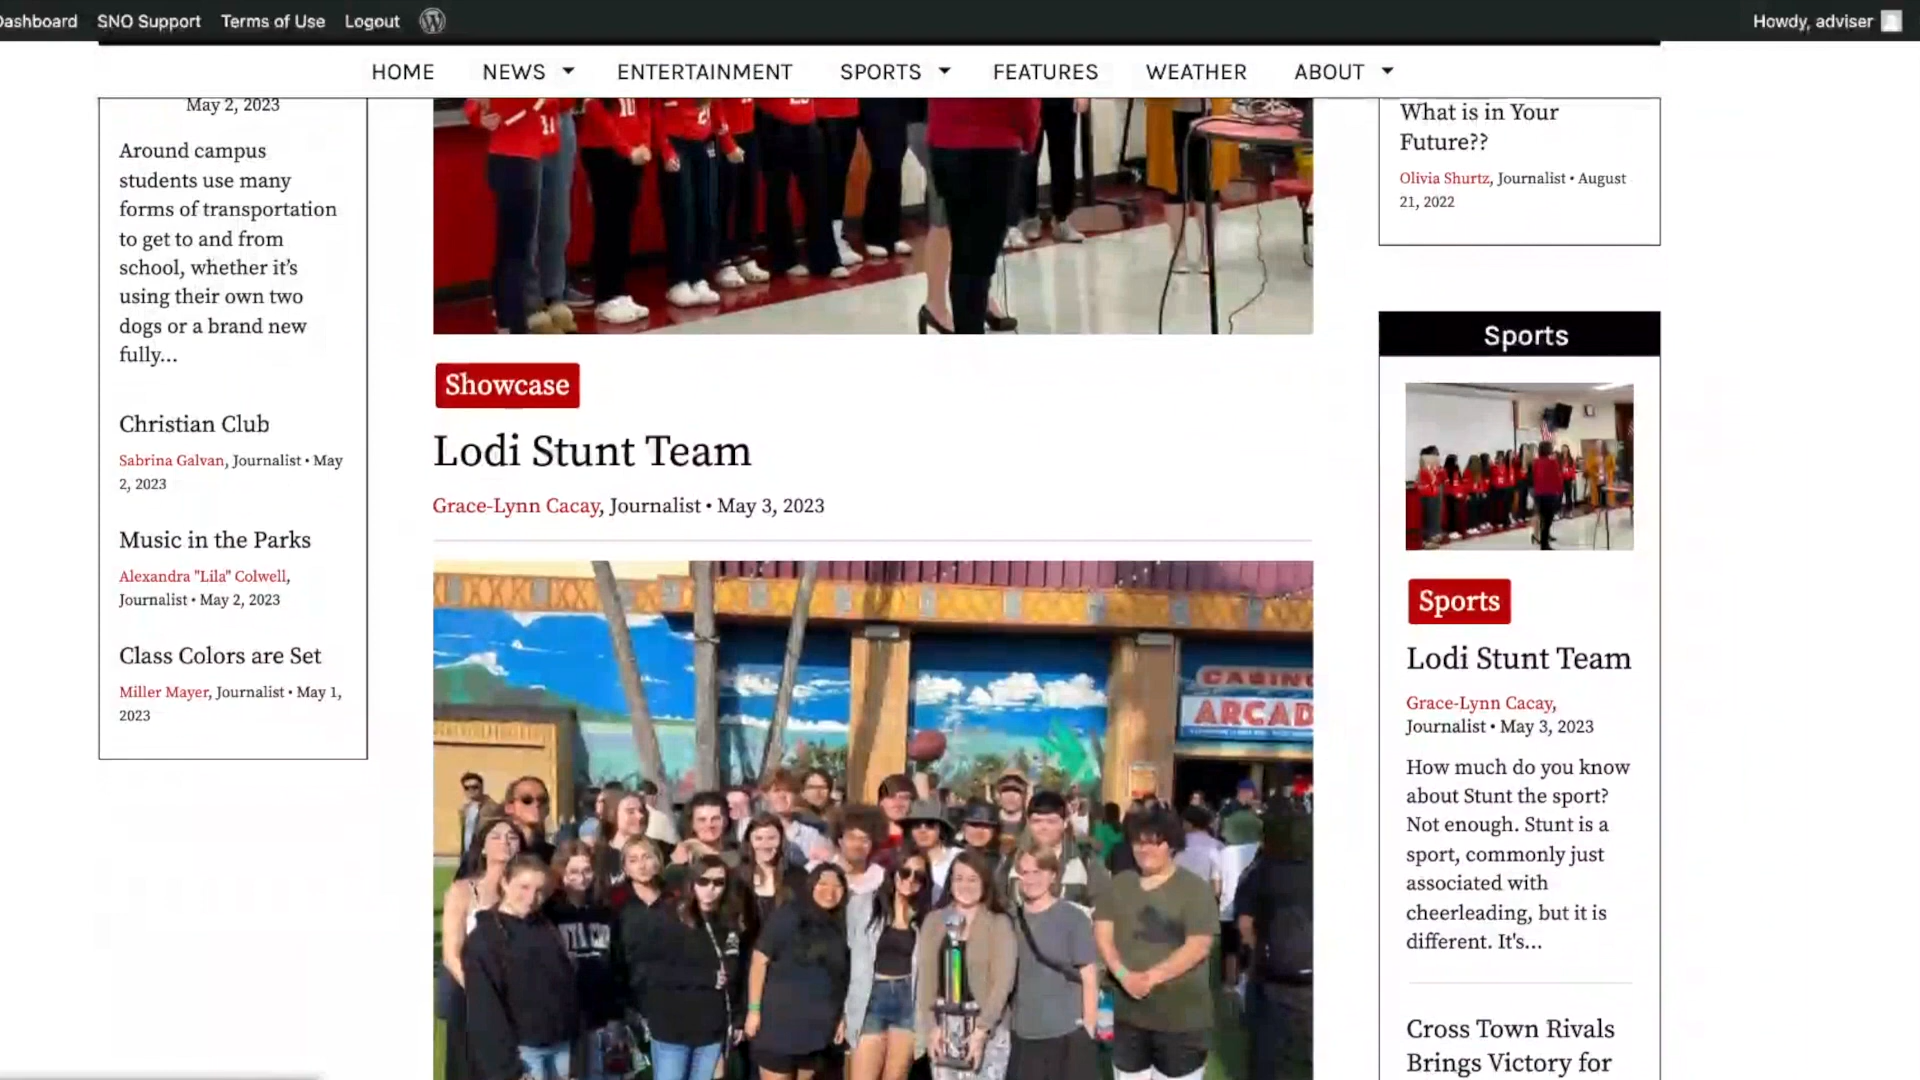 Dashboard SNO Support Terms of Use Logout Howdy, adviser
HOME NEWS ENTERTAINMENT SPORTS FEATURES WEATHER ABOUT
May 2, 2023
Around campus
students use many
forms of transportation
to get to and from
school, whether it's
using their own two
dogs or a brand new
fully...
Christian Club
Sabrina Galvan, Journalist • May
2, 2023
Music in the Parks
Alexandra "Lila" Colwell,
Journalist • May 2, 2023
Class Colors are Set
Miller Mayer, Journalist • May 1,
2023
Showcase
Lodi Stunt Team
Grace-Lynn Cacay, Journalist • May 3, 2023
CASINO
ARCAD
What is in Your
Future??
Olivia Shurtz, Journalist • August
21, 2022
Sports
Sports
Lodi Stunt Team
Grace-Lynn Cacay,
Journalist • May 3, 2023
How much do you know
about Stunt the sport?
Not enough. Stunt is a
sport, commonly just
associated with
cheerleading, but it is
different. It's...
Cross Town Rivals
Brings Victory for